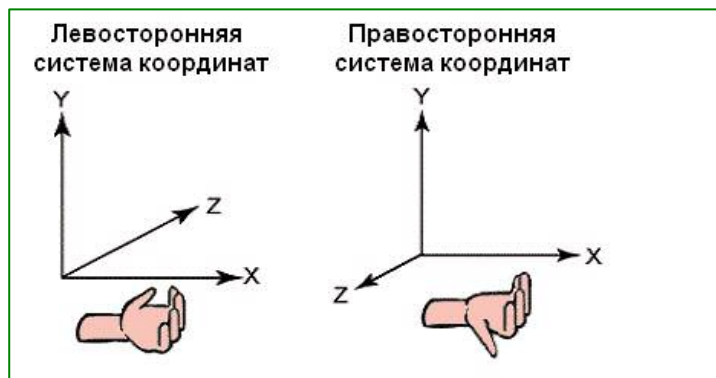 Левосторонняя
система координат
Правосторонняя
система координат
Y
Z
X
Y
X
Z